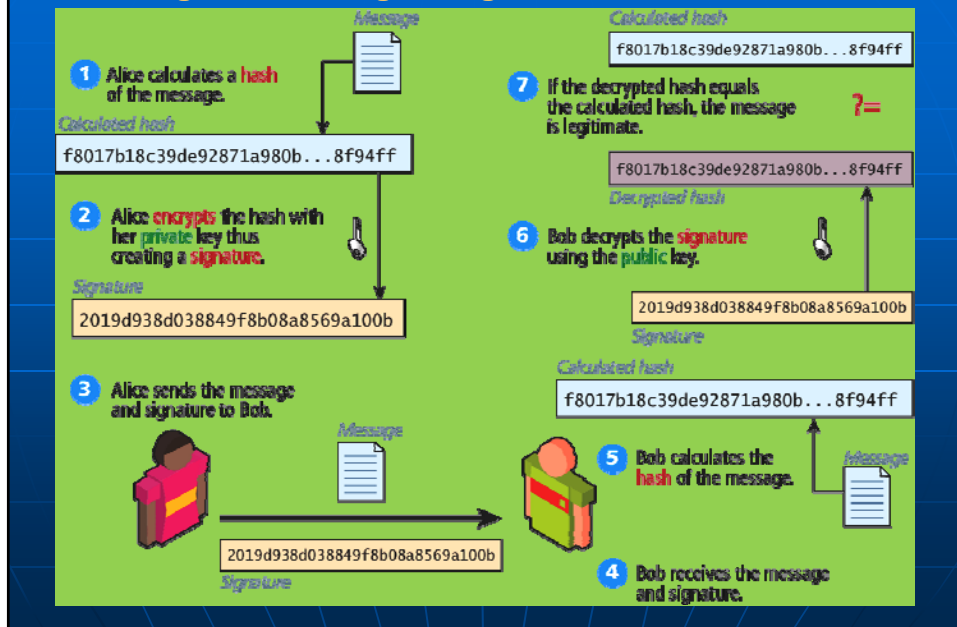 Message
1 Alice calculates a hash
of the message.
Calculated hash
f8017b18c39de92871a980b...8f94ff
2 Alice encrypts the hash with
her private key thus
creating a signature.
Signature
2019d938d038849f8b08a8569a100b
3 Alice sends the message
and signature to Bob.
Message
2019d938d038849f8b08a8569a100b
Signature
4 Bob receives the message
and signature.
5 Bob calculates the
hash of the message.
Message
Calculated hash
f8017b18c39de92871a980b...8f94ff
6 Bob decrypts the signature
using the public key.
2019d938d038849f8b08a8569a100b
Signature
Decrypted hash
f8017b18c39de92871a980b...8f94ff
7 If the decrypted hash equals
the calculated hash, the message
is legitimate.
?=
Calculated hash
f8017b18c39de92871a980b...8f94ff